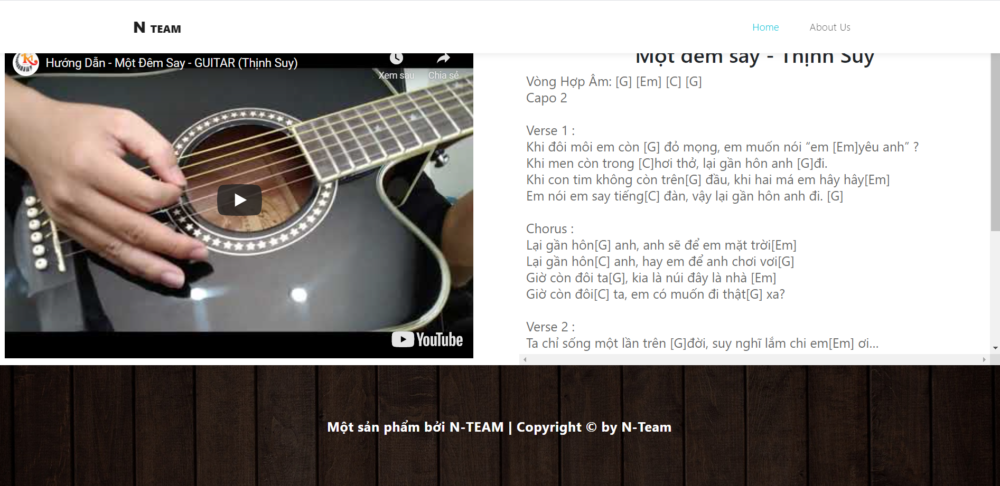 N TEAM
Home
About Us
Hướng Dẫn - Một Đêm Say - GUITAR (Thịnh Suy)
Xem sau
Chia sẻ
YouTube
Một đêm say - Thịnh Suy
Vòng Hợp Âm: [G] [Em] [C] [G]
Capo 2
Verse 1 :
Khi đôi môi em còn [G] đỏ mọng, em muốn nói “em [Em]yêu anh” ?
Khi men còn trong [C]hơi thở, lại gần hôn anh [G]đi.
Khi con tim không còn trên[G] đầu, khi hai má em hây hây[Em]
Em nói em say tiếng[C] đàn, vậy lại gần hôn anh đi. [G]
Chorus :
Lại gần hôn[G] anh, anh sẽ để em mặt trời[Em]
Lại gần hôn[C] anh, hay em để anh chơi vơi[G]
Giờ còn đôi ta[G], kia là núi đây là nhà [Em]
Giờ còn đôi[C] ta, em có muốn đi thật[G] xa?
Verse 2 :
Ta chỉ sống một lần trên [G]đời, suy nghĩ lắm chi em[Em] ơi...
Một sản phẩm bởi N-TEAM | Copyright © by N-Team